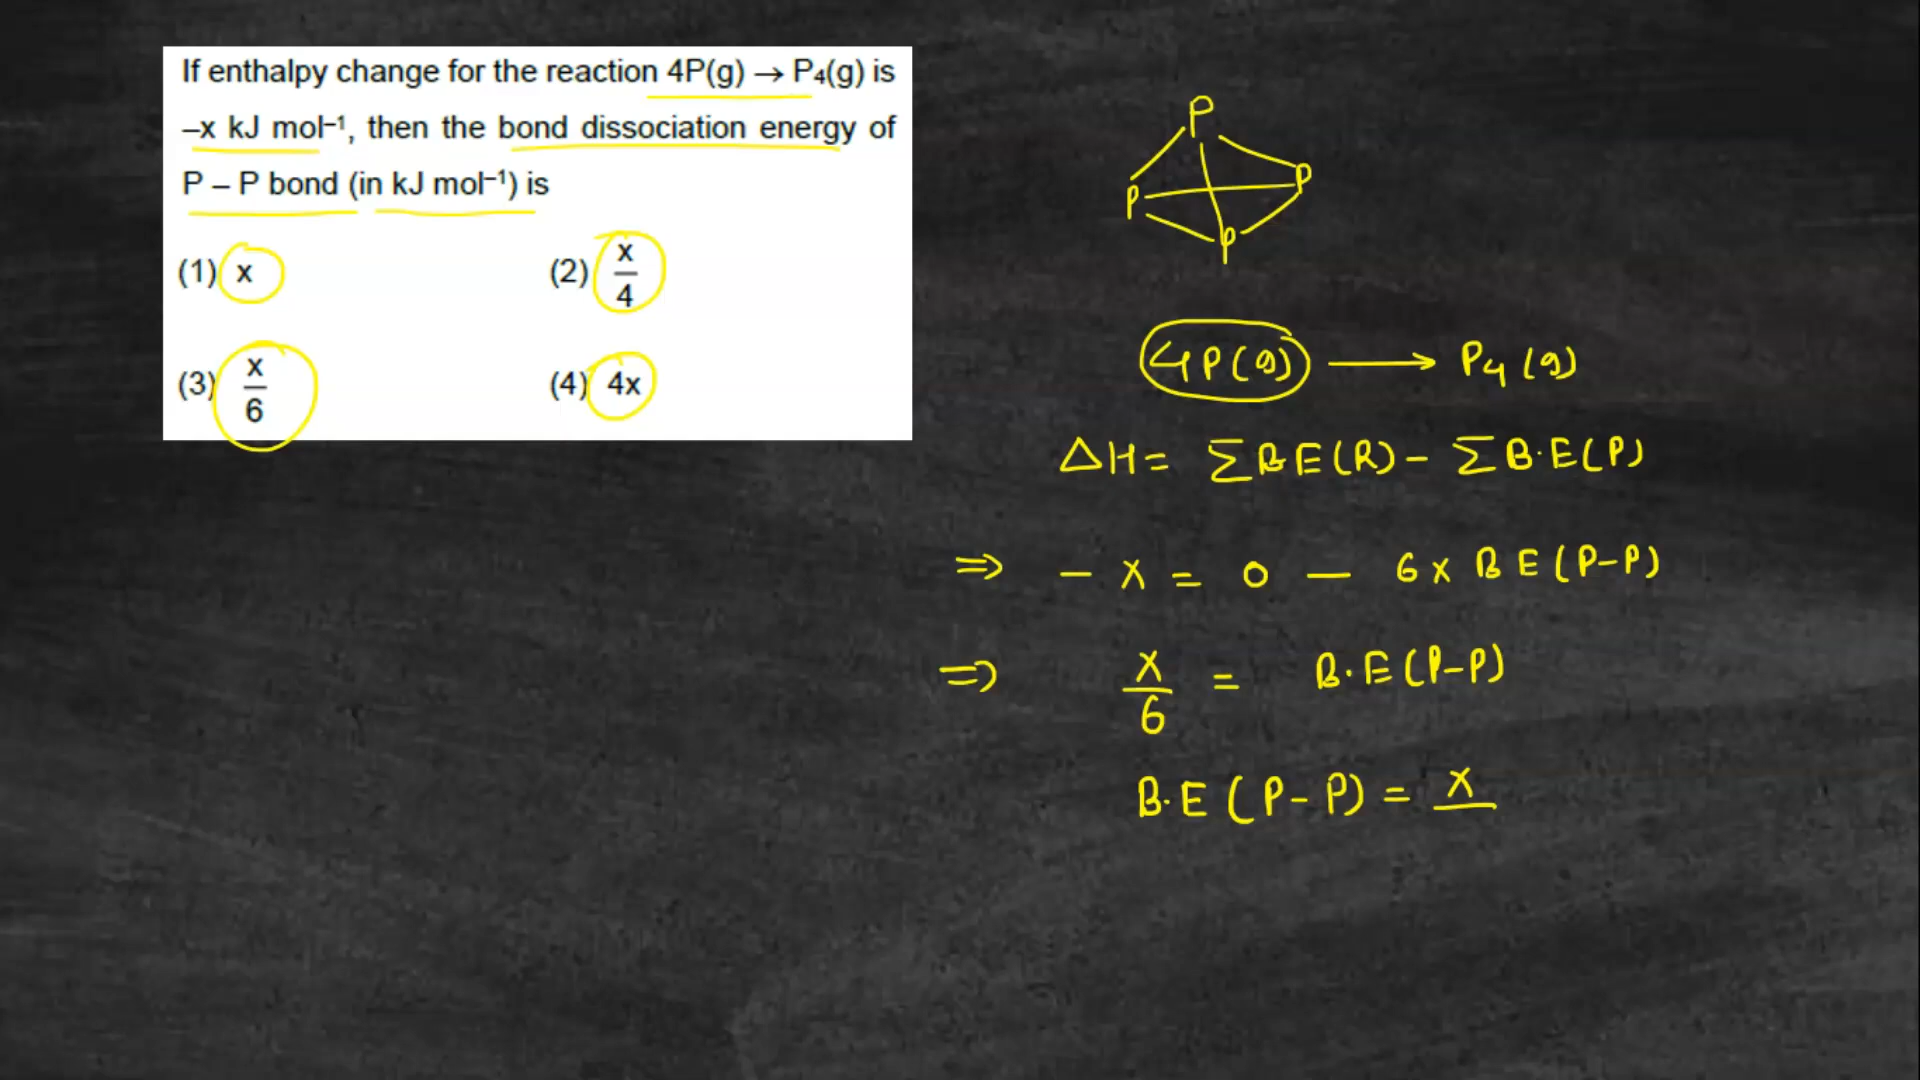 If enthalpy change for the reaction 4P(g) → P₄(g) is
–x kJ mol⁻¹, then the bond dissociation energy of
P – P bond (in kJ mol⁻¹) is
(1) x
(2) x/4
(3) x/6
(4) 4x
P
P
P
P
4P(g) ⟶ P₄(g)
ΔH = ΣBE(R) – ΣB.E(P)
⇒ – x = 0 – 6 x BE(P-P)
⇒ x/6 = B.E(P-P)
B.E (P-P) = x